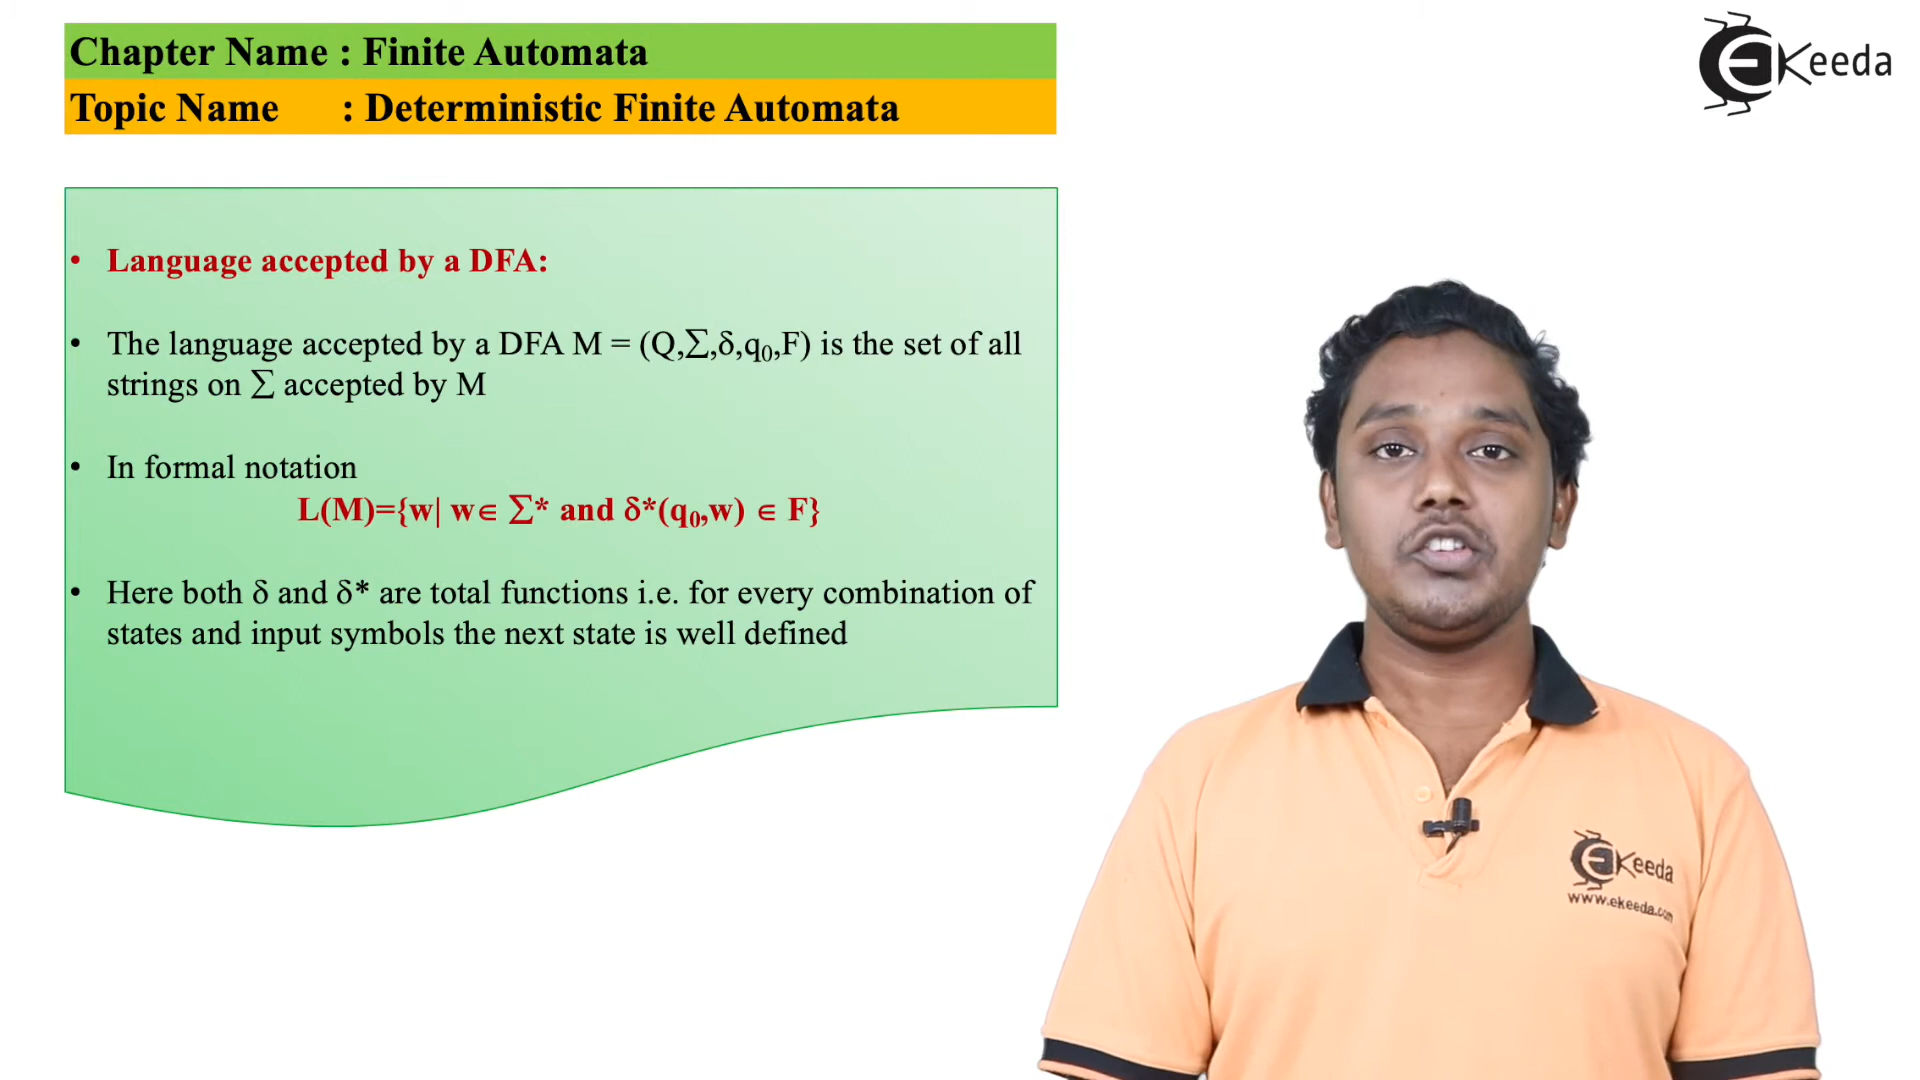 Chapter Name : Finite Automata
Topic Name : Deterministic Finite Automata
EKeeda
• Language accepted by a DFA:
• The language accepted by a DFA M = (Q,∑,δ,q₀,F) is the set of all
strings on ∑ accepted by M
• In formal notation
L(M)={w| w∈ ∑* and δ*(q₀,w) ∈ F}
• Here both δ and δ* are total functions i.e. for every combination of
states and input symbols the next state is well defined
EKeeda
www.ekeeda.com